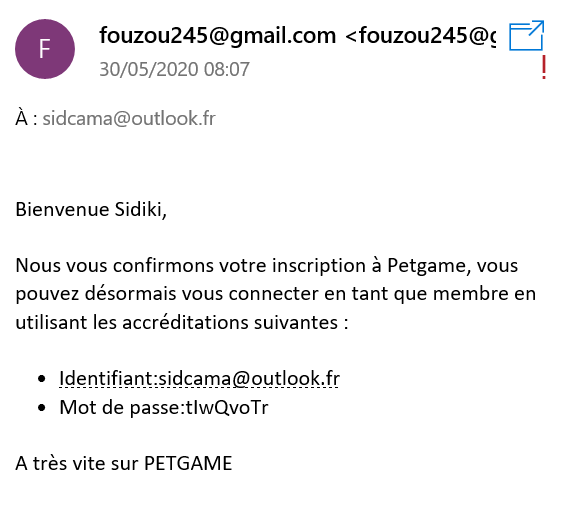 F
fouzou245@gmail.com <fouzou245@g
30/05/2020 08:07
!
À : sidcama@outlook.fr
Bienvenue Sidiki,
Nous vous confirmons votre inscription à Petgame, vous
pouvez désormais vous connecter en tant que membre en
utilisant les accréditations suivantes :
• Identifiant:sidcama@outlook.fr
• Mot de passe:tIwQvoTr
A très vite sur PETGAME